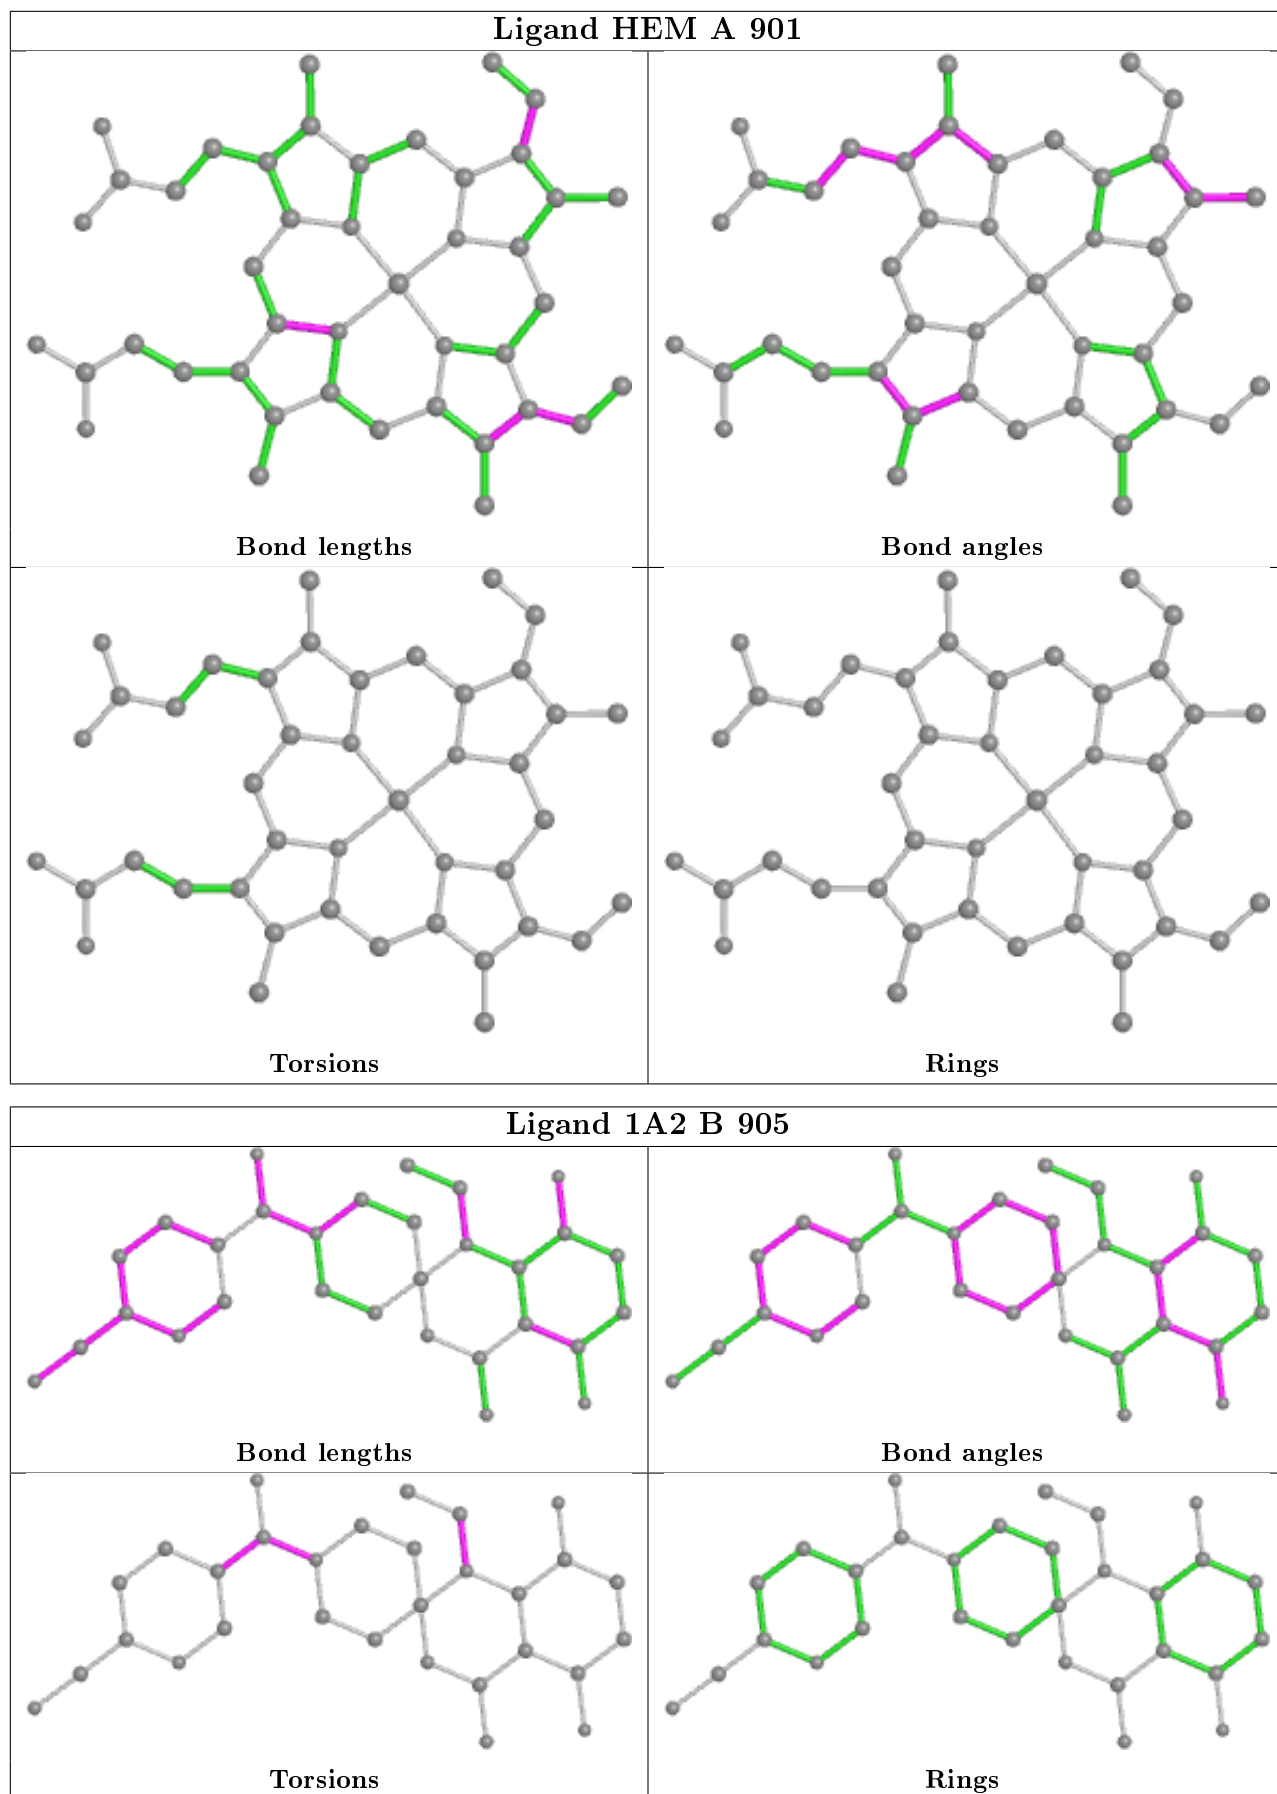 Ligand HEM A 901
Bond lengths
Bond angles
Torsions
Rings
Ligand 1A2 B 905
Bond lengths
Bond angles
Torsions
Rings